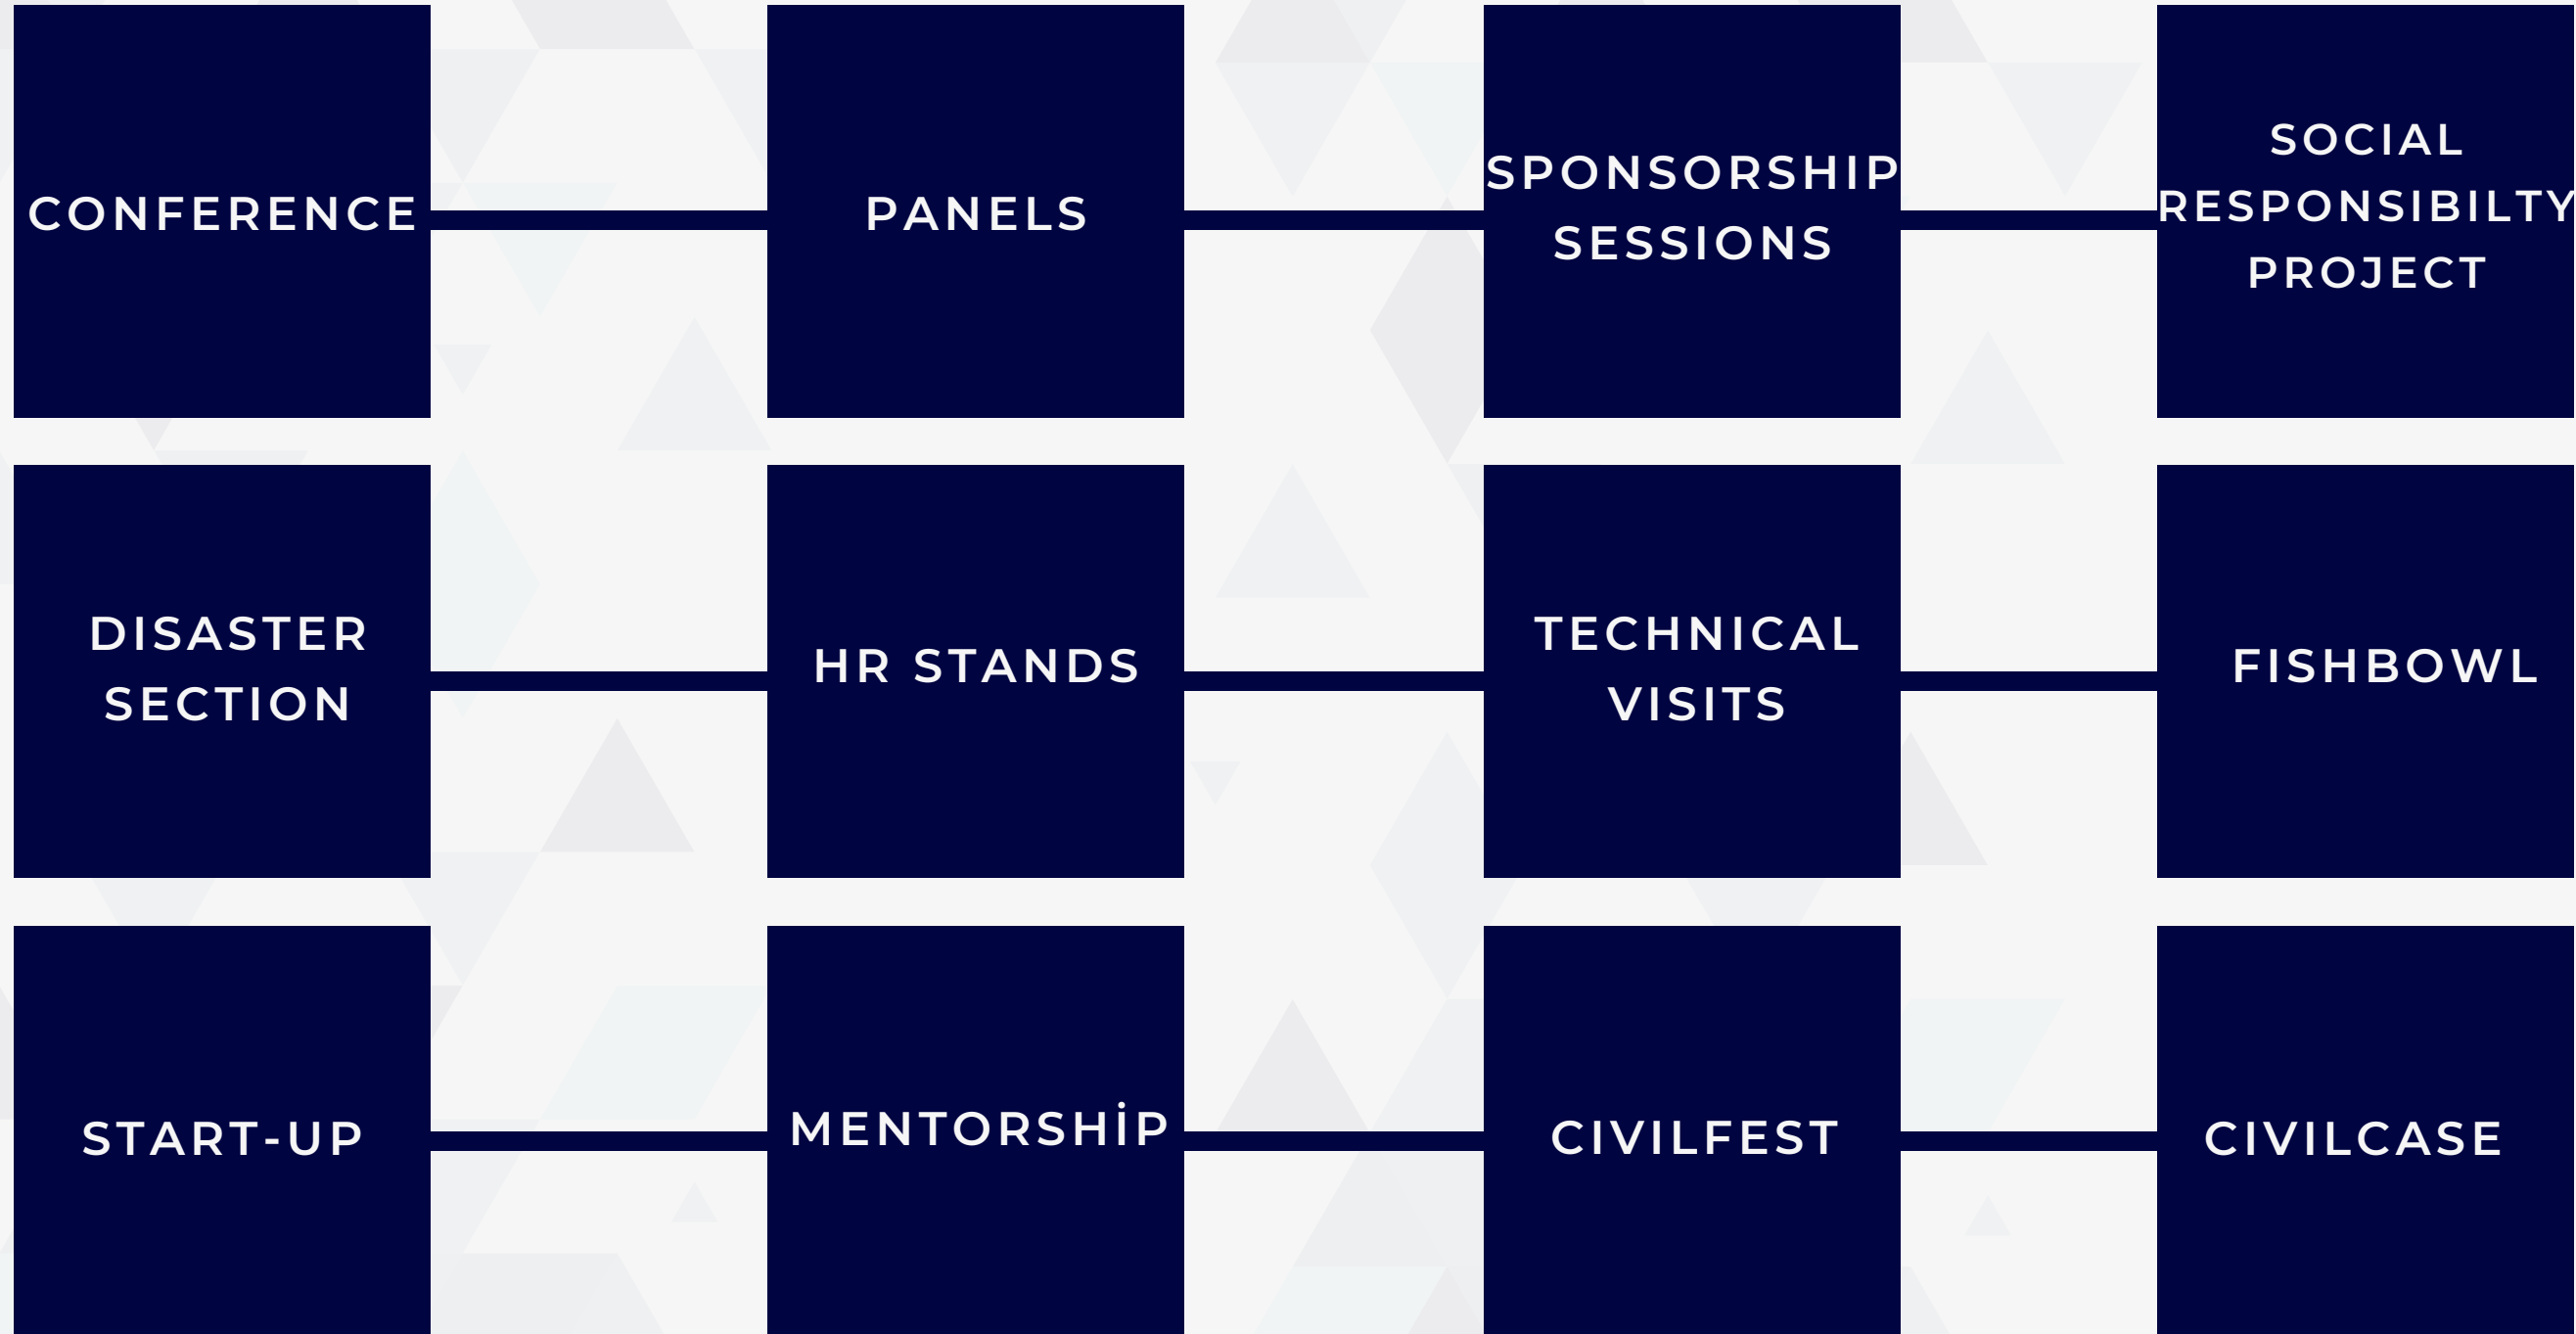 CONFERENCE
PANELS
SPONSORSHIP
SESSIONS
SOCIAL
RESPONSIBILTY
PROJECT
DISASTER
SECTION
HR STANDS
TECHNICAL
VISITS
FISHBOWL
START-UP
MENTORSHİP
CIVILFEST
CIVILCASE